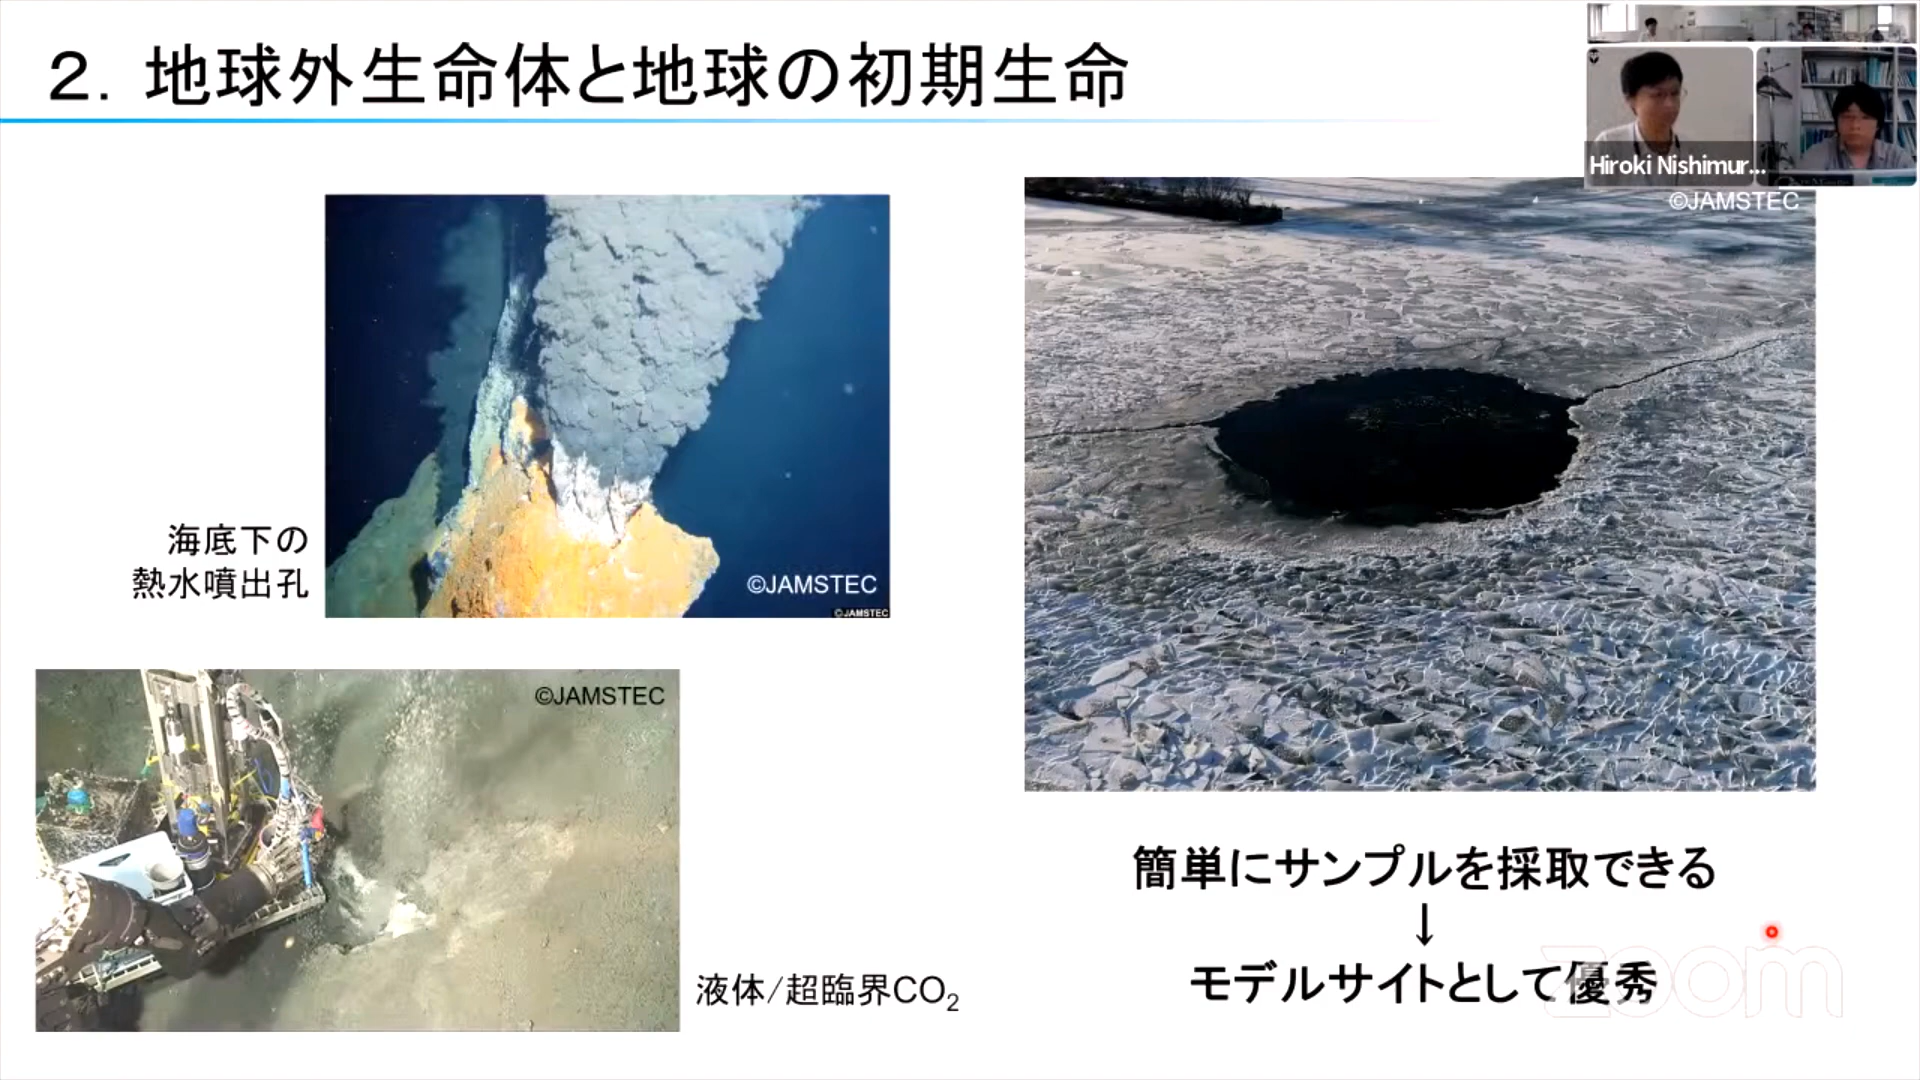 ２．地球外生命体と地球の初期生命
Hiroki Nishimur...
©JAMSTEC
海底下の
熱水噴出孔
©JAMSTEC
©JAMSTEC
©JAMSTEC
液体/超臨界CO₂
簡単にサンプルを採取できる
↓
モデルサイトとして優秀
zoom